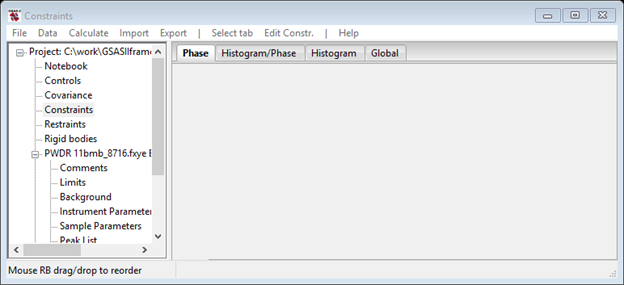 Constraints
File Data Calculate Import Export | Select tab Edit Constr. | Help
Project: C:\work\GSASIIframe
Notebook
Controls
Covariance
Constraints
Restraints
Rigid bodies
PWDR 11bmb_8716.fxye B
Comments
Limits
Background
Instrument Parameter
Sample Parameters
Peak List
Phase Histogram/Phase Histogram Global
Mouse RB drag/drop to reorder